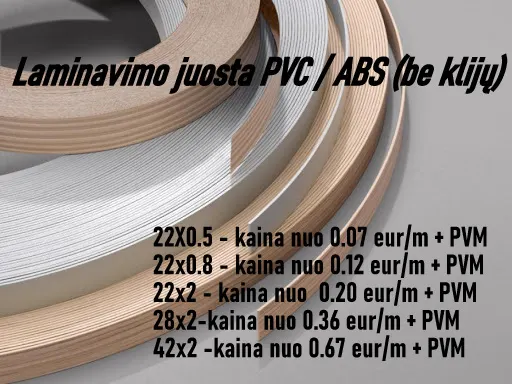 Laminavimo juosta PVC / ABS (be klijų)
22X0.5 - kaina nuo 0.07 eur/m + PVM
22x0.8 - kaina nuo 0.12 eur/m + PVM
22x2 - kaina nuo 0.20 eur/m + PVM
28x2-kaina nuo 0.36 eur/m + PVM
42x2 -kaina nuo 0.67 eur/m + PVM